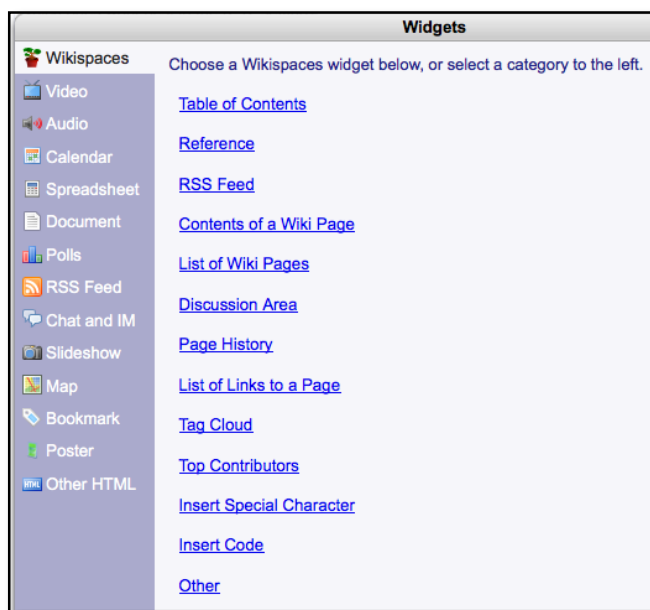 Widgets
Wikispaces
Video
Audio
Calendar
Spreadsheet
Document
Polls
RSS Feed
Chat and IM
Slideshow
Map
Bookmark
Poster
HTML Other HTML
Choose a Wikispaces widget below, or select a category to the left.
Table of Contents
Reference
RSS Feed
Contents of a Wiki Page
List of Wiki Pages
Discussion Area
Page History
List of Links to a Page
Tag Cloud
Top Contributors
Insert Special Character
Insert Code
Other